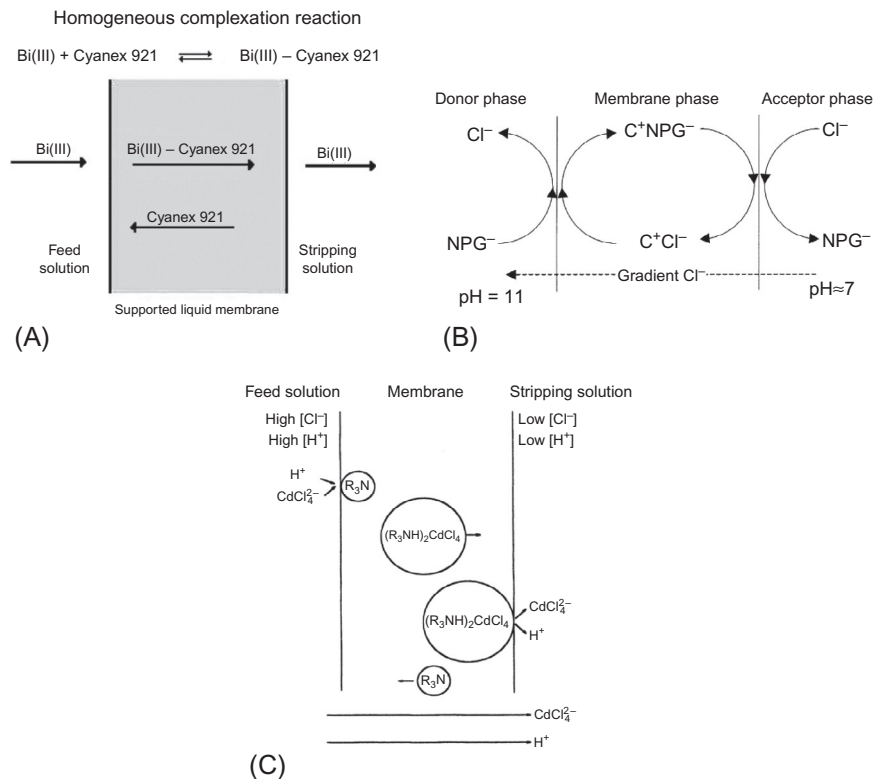 Homogeneous complexation reaction
Bi(III) + Cyanex 921 ⇌ Bi(III) – Cyanex 921
Bi(III)
Bi(III) – Cyanex 921
Bi(III)
Cyanex 921
Feed
solution
Stripping
solution
Supported liquid membrane
(A)
Donor phase Membrane phase Acceptor phase
Cl⁻ C⁺NPG⁻ Cl⁻
NPG⁻ C⁺Cl⁻ NPG⁻
Gradient Cl⁻
pH = 11 pH≈7
(B)
Feed solution Membrane Stripping solution
High [Cl⁻] Low [Cl⁻]
High [H⁺] Low [H⁺]
H⁺
CdCl₄²⁻
R₃N
(R₃NH)₂CdCl₄
(R₃NH)₂CdCl₄
CdCl₄²⁻
H⁺
R₃N
CdCl₄²⁻
H⁺
(C)